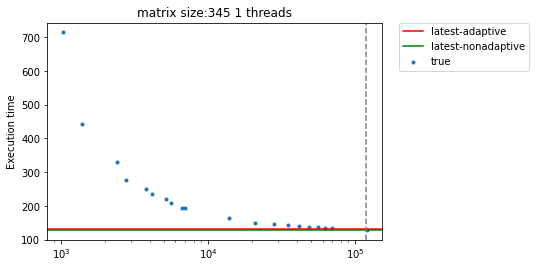 matrix size:345 1 threads
latest-adaptive
latest-nonadaptive
true
Execution time
700
600
500
400
300
200
100
10³
10⁴
10⁵